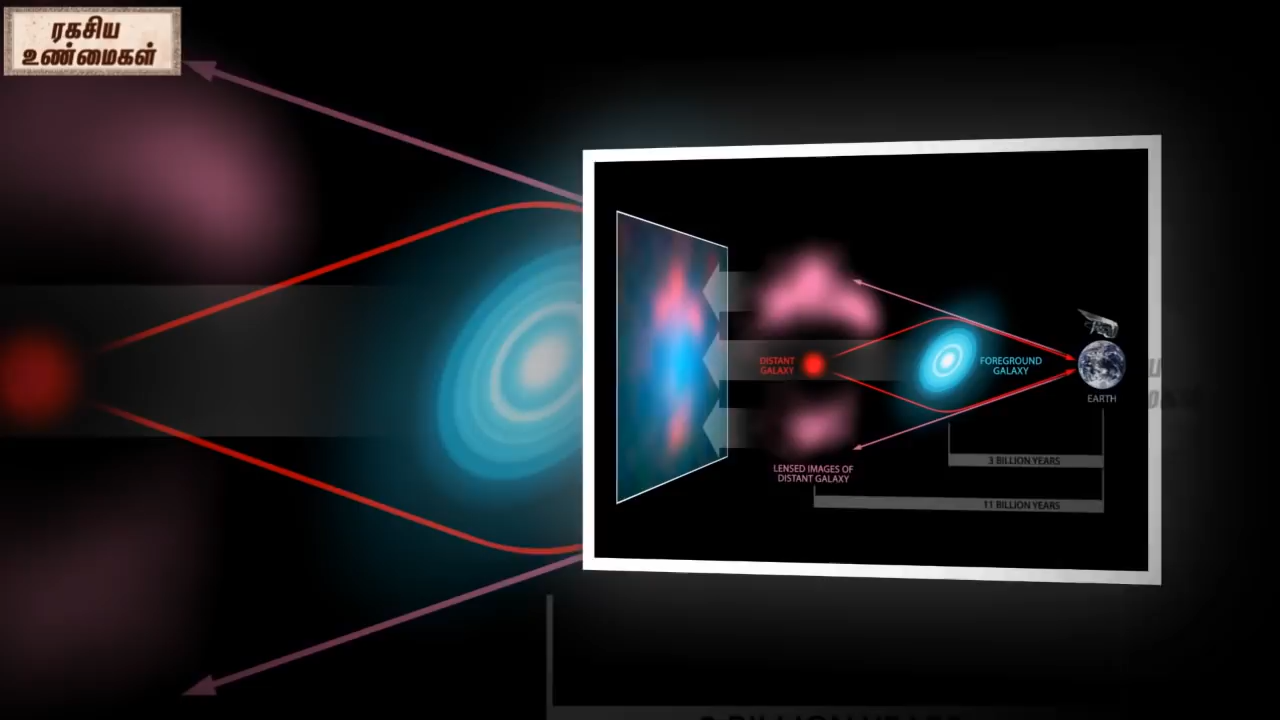 ரகசிய
உண்மைகள்
DISTANT
GALAXY
FOREGROUND
GALAXY
EARTH
LENSED IMAGES OF
DISTANT GALAXY
3 BILLION YEARS
11 BILLION YEARS